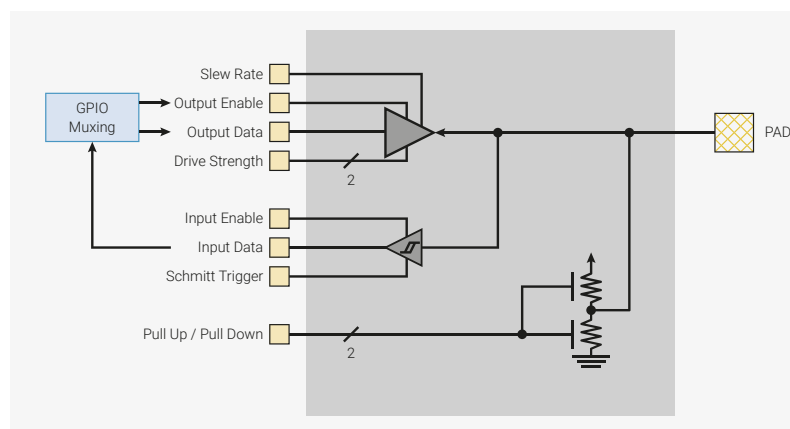 Slew Rate
GPIO
Muxing
Output Enable
Output Data
PAD
Drive Strength
2
Input Enable
Input Data
Schmitt Trigger
Pull Up / Pull Down
2